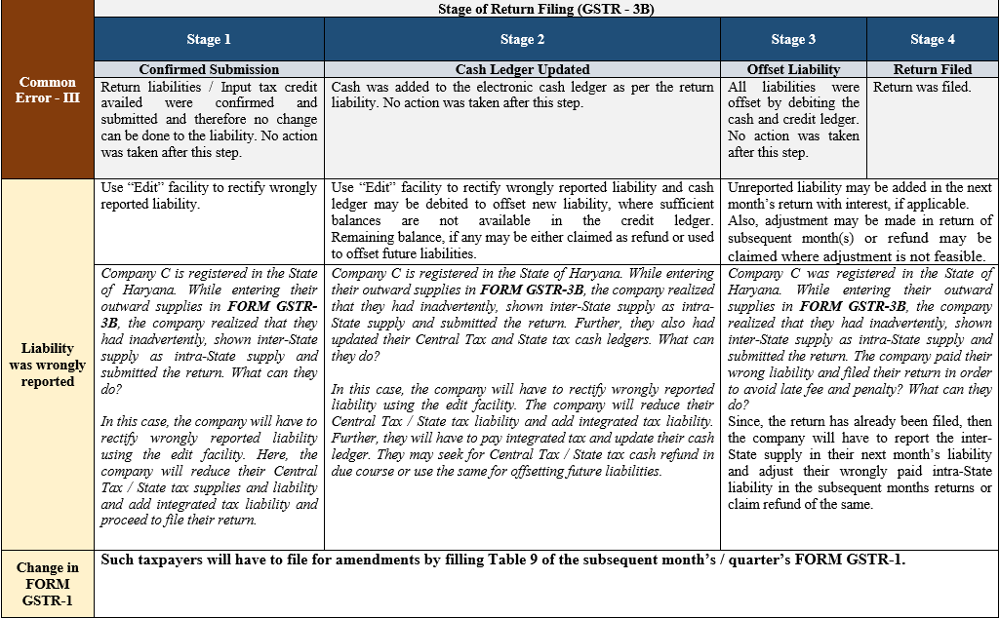 Stage of Return Filing (GSTR - 3B)
Common
Error - III
Stage 1
Stage 2
Stage 3
Stage 4
Confirmed Submission
Cash Ledger Updated
Offset Liability
Return Filed
Return liabilities / Input tax credit
availed were confirmed and
submitted and therefore no change
can be done to the liability. No action
was taken after this step.
Cash was added to the electronic cash ledger as per the return
liability. No action was taken after this step.
All liabilities were
offset by debiting the
cash and credit ledger.
No action was taken
after this step.
Return was filed.
Liability
was wrongly
reported
Use “Edit” facility to rectify wrongly
reported liability.
Use “Edit” facility to rectify wrongly reported liability and cash
ledger may be debited to offset new liability, where sufficient
balances are not available in the credit ledger.
Remaining balance, if any may be either claimed as refund or used
to offset future liabilities.
Unreported liability may be added in the next
month’s return with interest, if applicable.
Also, adjustment may be made in return of
subsequent month(s) or refund may be
claimed where adjustment is not feasible.
Company C is registered in the State
of Haryana. While entering their
outward supplies in FORM GSTR-
3B, the company realized that they
had inadvertently, shown inter-State
supply as intra-State supply and
submitted the return. What can they
do?
In this case, the company will have to
rectify wrongly reported liability
using the edit facility. Here, the
company will reduce their Central
Tax / State tax supplies and liability
and add integrated tax liability and
proceed to file their return.
Company C is registered in the State of Haryana. While entering
their outward supplies in FORM GSTR-3B, the company realized
that they had inadvertently, shown inter-State supply as intra-
State supply and submitted the return. Further, they also had
updated their Central Tax and State tax cash ledgers. What can
they do?
In this case, the company will have to rectify wrongly reported
liability using the edit facility. The company will reduce their
Central Tax / State tax liability and add integrated tax liability.
Further, they will have to pay integrated tax and update their cash
ledger. They may seek for Central Tax / State tax cash refund in
due course or use the same for offsetting future liabilities.
Company C was registered in the State of
Haryana. While entering their outward
supplies in FORM GSTR-3B, the company
realized that they had inadvertently, shown
inter-State supply as intra-State supply and
submitted the return. The company paid their
wrong liability and filed their return in order
to avoid late fee and penalty? What can they
do?
Since, the return has already been filed, then
the company will have to report the inter-
State supply in their next month’s liability
and adjust their wrongly paid intra-State
liability in the subsequent months returns or
claim refund of the same.
Change in
FORM
GSTR-1
Such taxpayers will have to file for amendments by filling Table 9 of the subsequent month’s / quarter’s FORM GSTR-1.